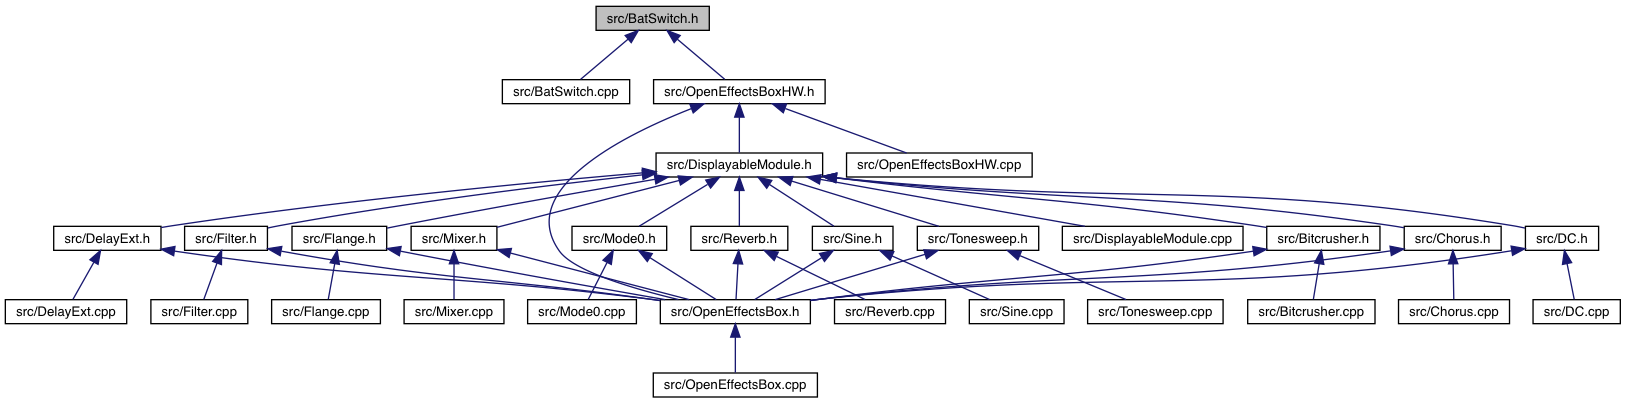 src/BatSwitch.h
src/BatSwitch.cpp
src/OpenEffectsBoxHW.h
src/DisplayableModule.h
src/OpenEffectsBoxHW.cpp
src/DelayExt.h
src/Filter.h
src/Flange.h
src/Mixer.h
src/Mode0.h
src/Reverb.h
src/Sine.h
src/Tonesweep.h
src/DisplayableModule.cpp
src/Bitcrusher.h
src/Chorus.h
src/DC.h
src/DelayExt.cpp
src/Filter.cpp
src/Flange.cpp
src/Mixer.cpp
src/Mode0.cpp
src/OpenEffectsBox.h
src/Reverb.cpp
src/Sine.cpp
src/Tonesweep.cpp
src/Bitcrusher.cpp
src/Chorus.cpp
src/DC.cpp
src/OpenEffectsBox.cpp